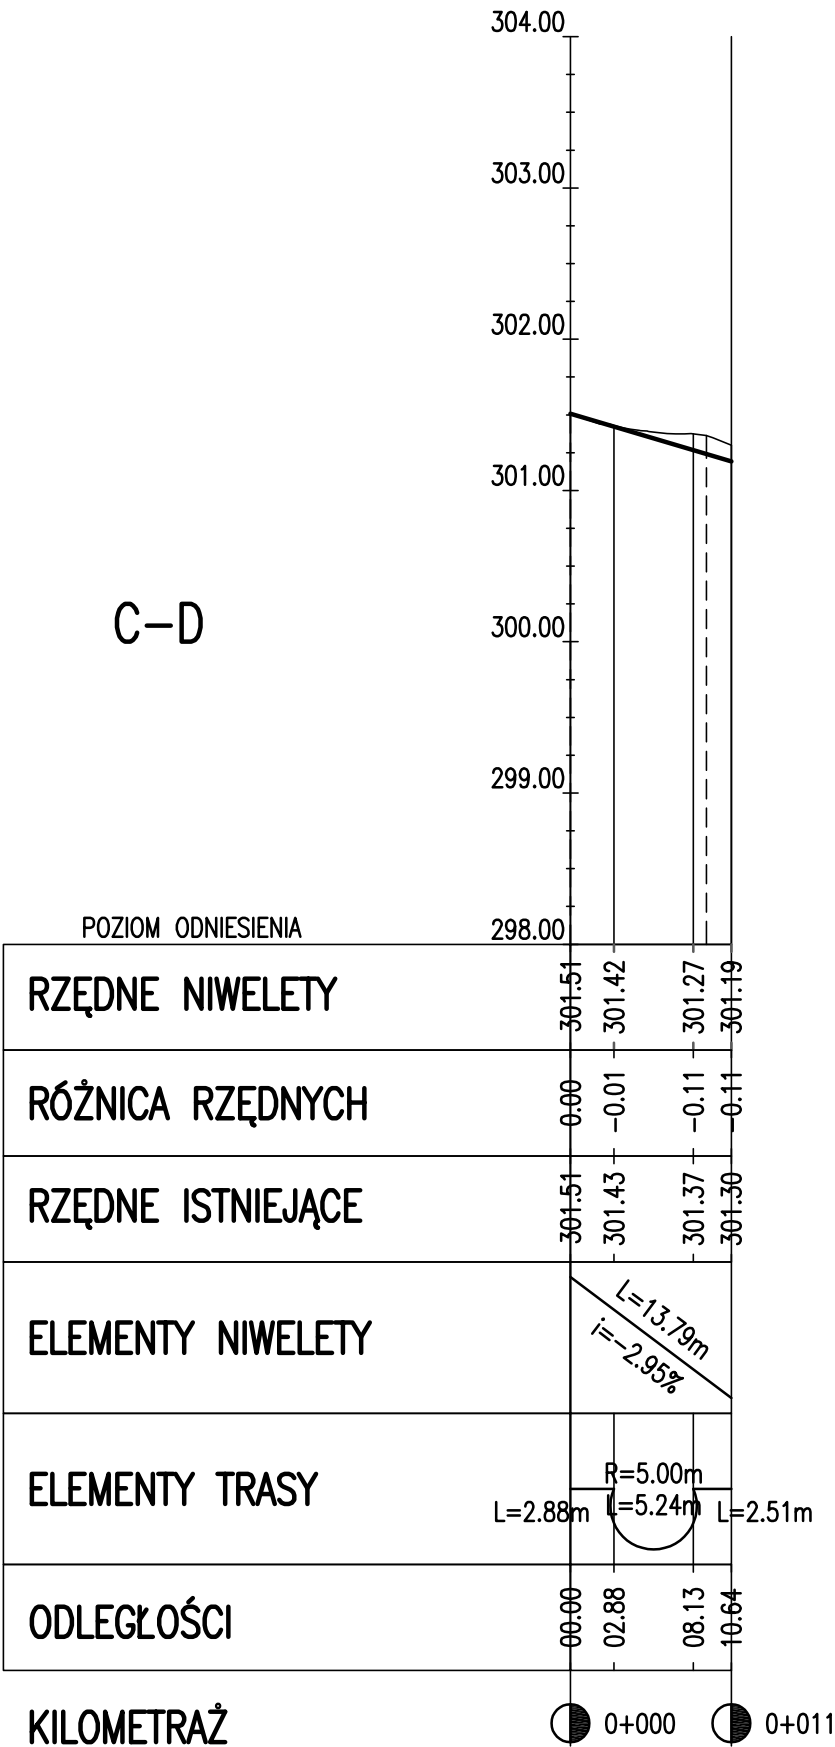 304.00
303.00
302.00
301.00
C-D
300.00
299.00
POZIOM ODNIESIENIA
298.00
RZĘDNE NIWELETY 301.51 301.42 301.27 301.19
RÓŻNICA RZĘDNYCH 0.00 -0.01 -0.11 -0.11
RZĘDNE ISTNIEJĄCE 301.51 301.43 301.37 301.30
ELEMENTY NIWELETY
L=13.79m
i=-2.95%
ELEMENTY TRASY
R=5.00m
L=2.88m L=5.24m L=2.51m
ODLEGŁOŚCI 00.00 02.88 08.13 10.64
KILOMETRAŻ 0+000 0+011